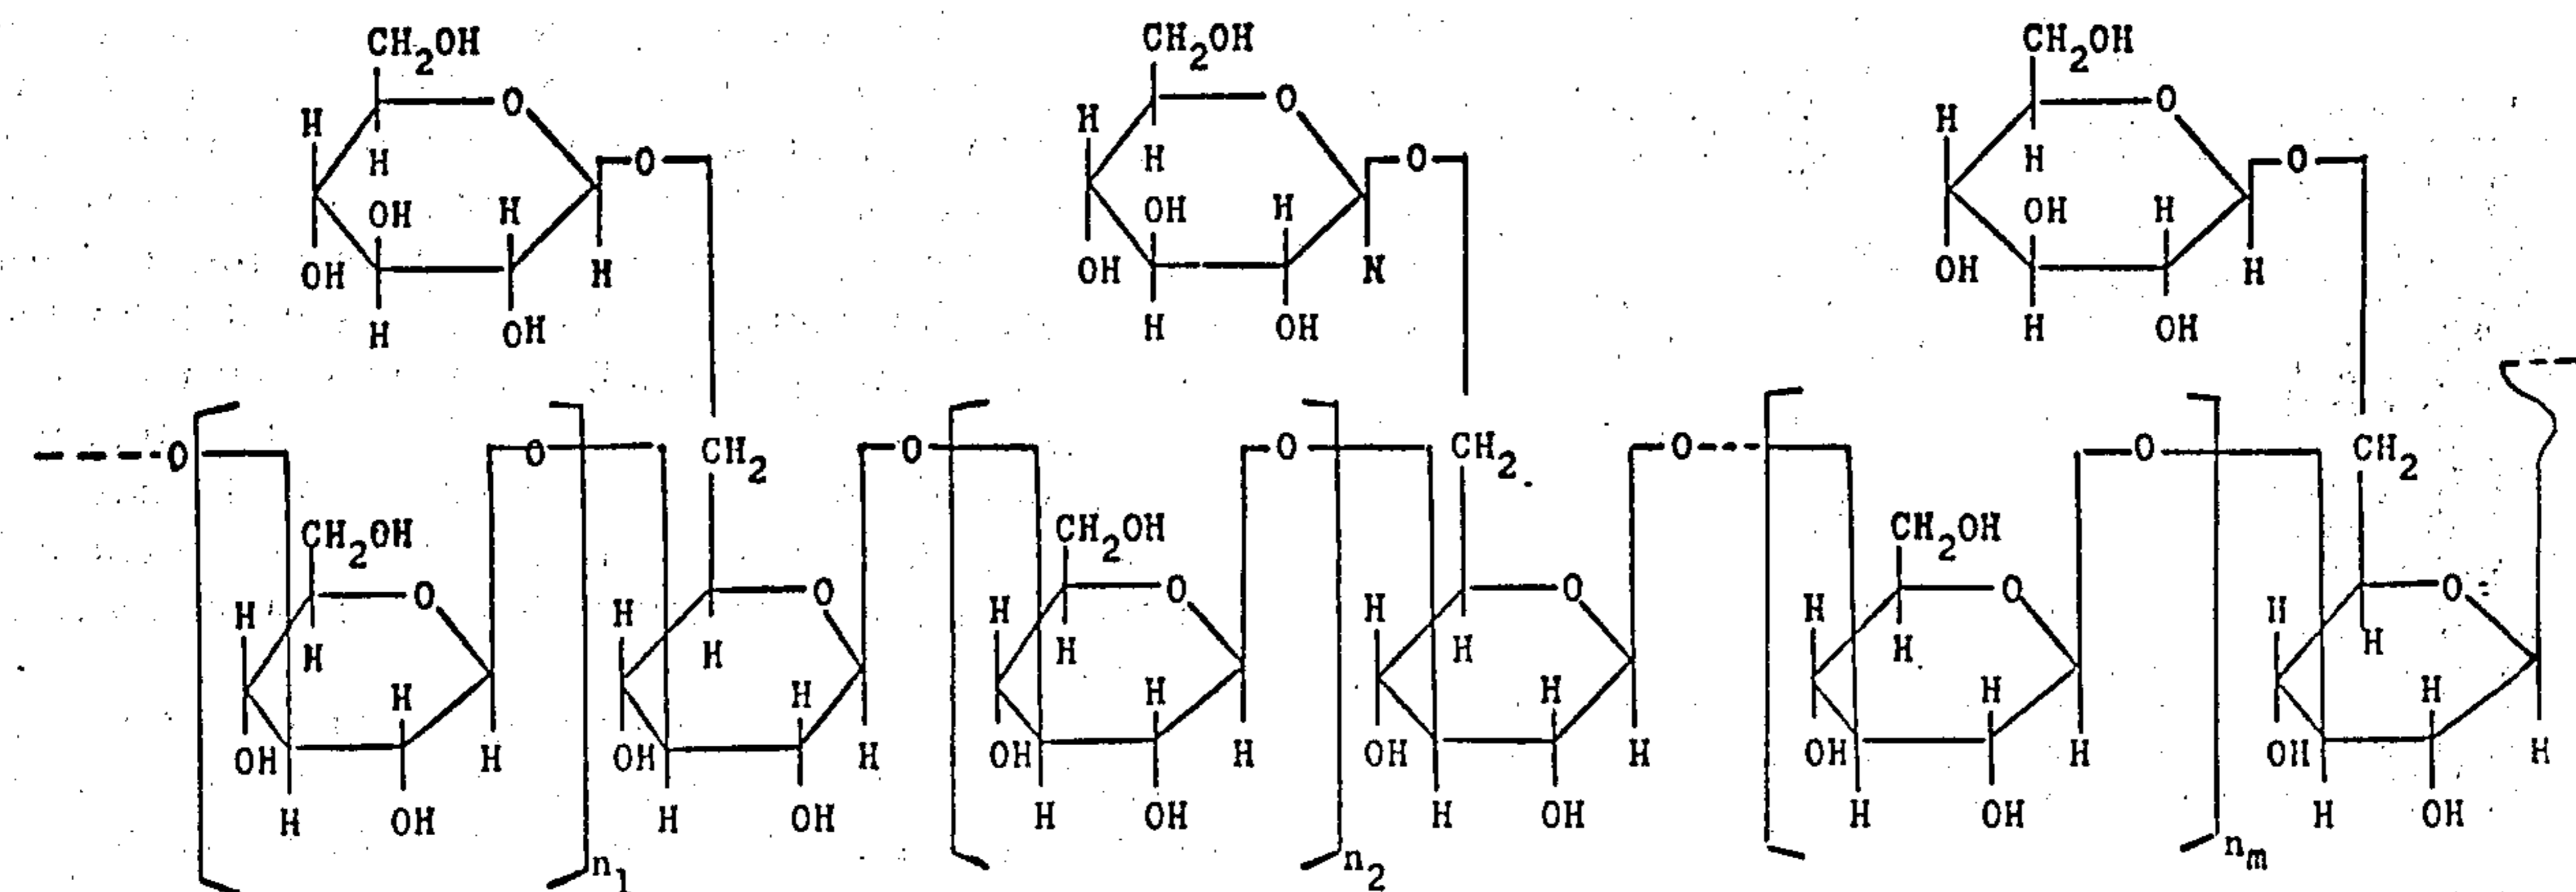 CH₂OH CH₂OH CH₂OH
O O O
H H H
H O H O H O
OH H OH H OH H
OH H OH N OH H
H OH H OH H OH
O O CH₂ O O CH₂ O O CH₂
CH₂OH CH₂OH CH₂OH
O O O O O O
H H H H H H
H H H H H H
H H H H H H
OH H OH H OH H OH H OH H OH H
H OH H OH H OH H OH H OH H OH
n₁ n₂ nₘ